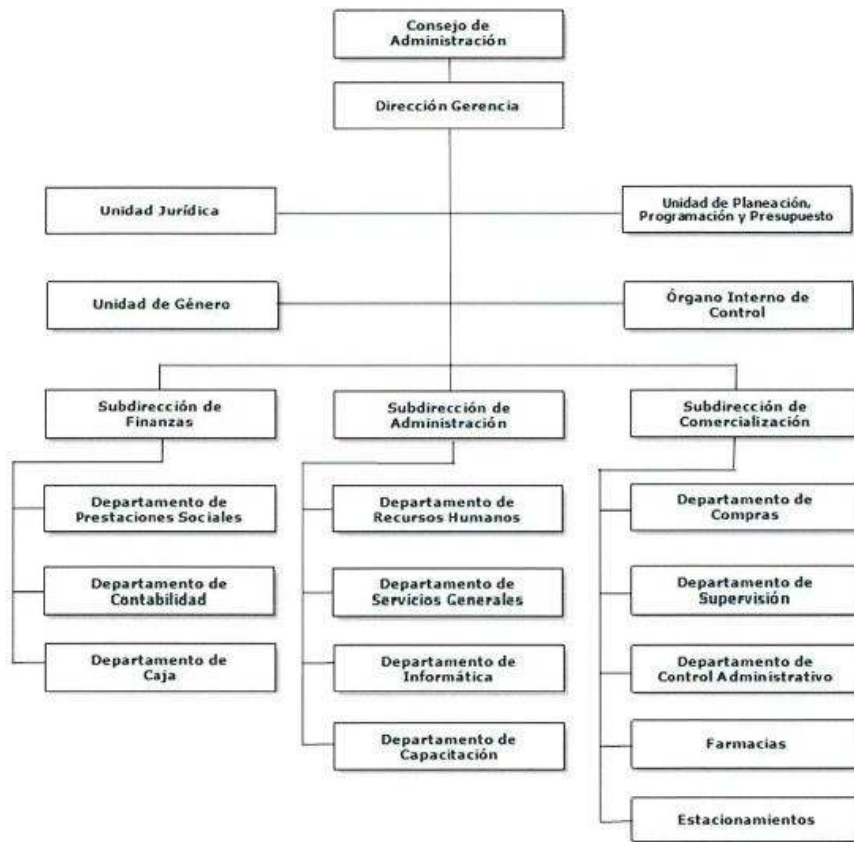 Consejo de
Administración
Dirección Gerencia
Unidad Jurídica
Unidad de Planeación,
Programación y Presupuesto
Unidad de Género
Órgano Interno de
Control
Subdirección de
Finanzas
Subdirección de
Administración
Subdirección de
Comercialización
Departamento de
Prestaciones Sociales
Departamento de
Contabilidad
Departamento de
Caja
Departamento de
Recursos Humanos
Departamento de
Servicios Generales
Departamento de
Informática
Departamento de
Capacitación
Departamento de
Compras
Departamento de
Supervisión
Departamento de
Control Administrativo
Farmacias
Estacionamientos